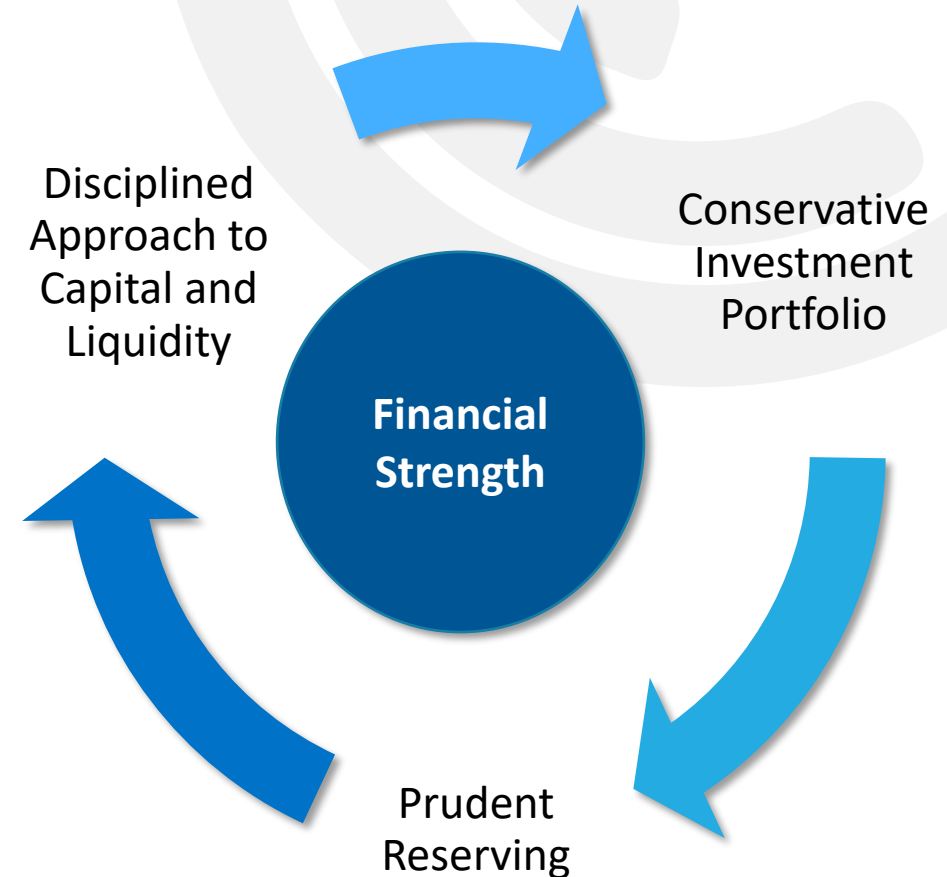 Disciplined
Approach to
Capital and
Liquidity
Conservative
Investment
Portfolio
Financial
Strength
Prudent
Reserving